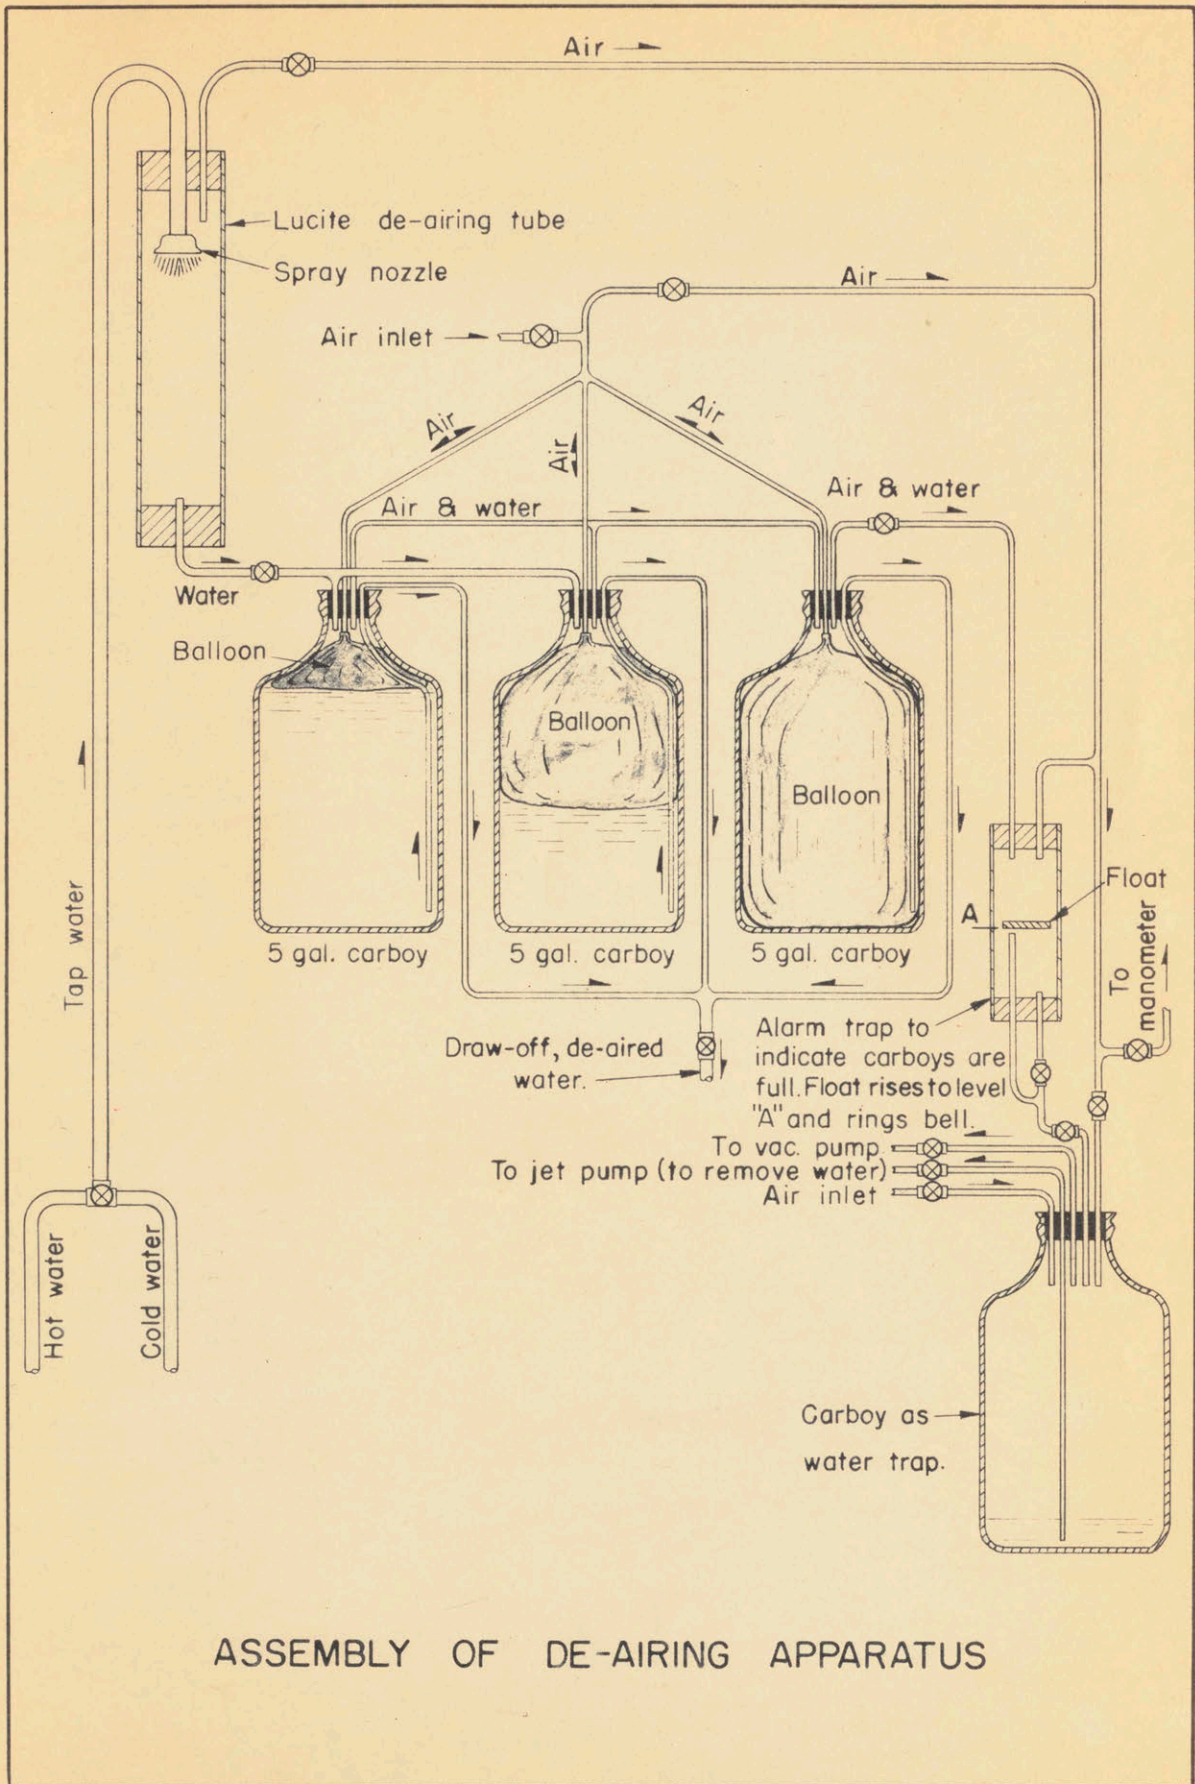 Air
Lucite de-airing tube
Spray nozzle
Air
Air inlet
Air
Air
Air
Air & water
Air & water
Water
Balloon
Balloon
Balloon
Float
A
5 gal. carboy
5 gal. carboy
5 gal. carboy
Tap water
To
manometer
Alarm trap to
indicate carboys are
full. Float rises to level
"A" and rings bell.
Draw-off, de-aired
water.
To vac. pump
To jet pump (to remove water)
Air inlet
Hot water
Cold water
Carboy as
water trap.
ASSEMBLY OF DE-AIRING APPARATUS